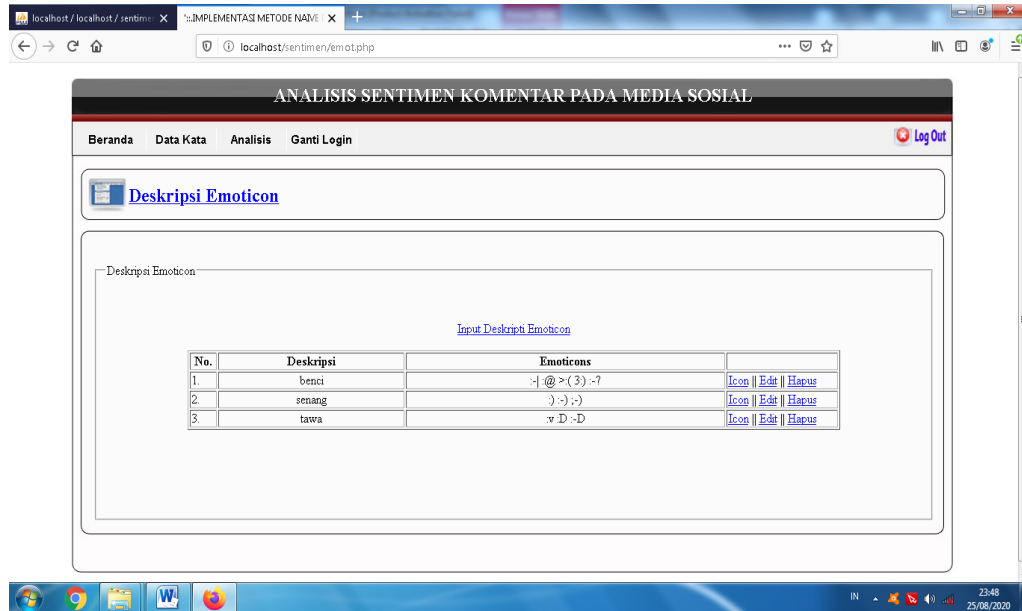 localhost / localhost / sentimen
"::.IMPLEMENTASI METODE NAIVE
localhost/sentimen/emot.php
ANALISIS SENTIMEN KOMENTAR PADA MEDIA SOSIAL
Beranda Data Kata Analisis Ganti Login Log Out
Deskripsi Emoticon
Deskripsi Emoticon
Input Deskripti Emoticon
No. Deskripsi Emoticons
1. benci :-| :@ >:( 3:) :-? Icon || Edit || Hapus
2. senang :) :-) ;-) Icon || Edit || Hapus
3. tawa :v :D :-D Icon || Edit || Hapus
IN 23:48
25/08/2020